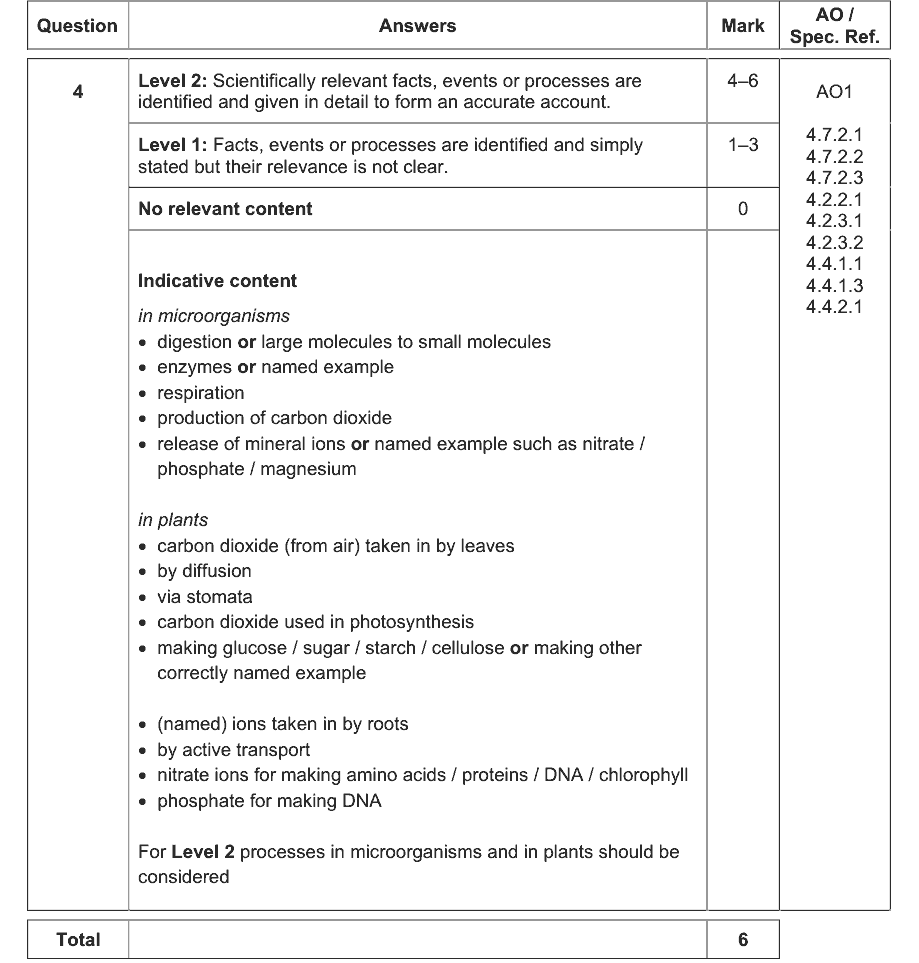 Question Answers Mark AO /
Spec. Ref.
4 Level 2: Scientifically relevant facts, events or processes are
identified and given in detail to form an accurate account. 4–6 AO1
Level 1: Facts, events or processes are identified and simply
stated but their relevance is not clear. 1–3
No relevant content 0
4.7.2.1
4.7.2.2
4.7.2.3
4.2.2.1
4.2.3.1
4.2.3.2
4.4.1.1
4.4.1.3
4.4.2.1
Indicative content
in microorganisms
• digestion or large molecules to small molecules
• enzymes or named example
• respiration
• production of carbon dioxide
• release of mineral ions or named example such as nitrate /
phosphate / magnesium
in plants
• carbon dioxide (from air) taken in by leaves
• by diffusion
• via stomata
• carbon dioxide used in photosynthesis
• making glucose / sugar / starch / cellulose or making other
correctly named example
• (named) ions taken in by roots
• by active transport
• nitrate ions for making amino acids / proteins / DNA / chlorophyll
• phosphate for making DNA
For Level 2 processes in microorganisms and in plants should be
considered
Total 6